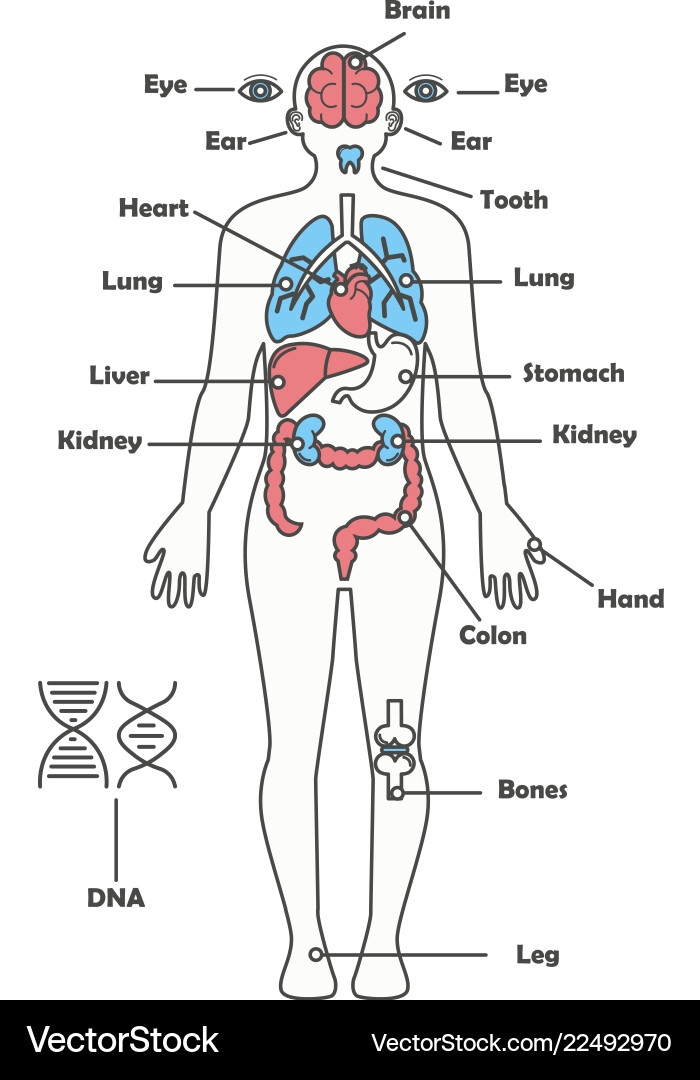 Brain
Eye
Eye
Ear
Ear
Tooth
Heart
Lung
Lung
Liver
Stomach
Kidney
Kidney
Hand
Colon
Bones
DNA
Leg
VectorStock
VectorStock.com/22492970